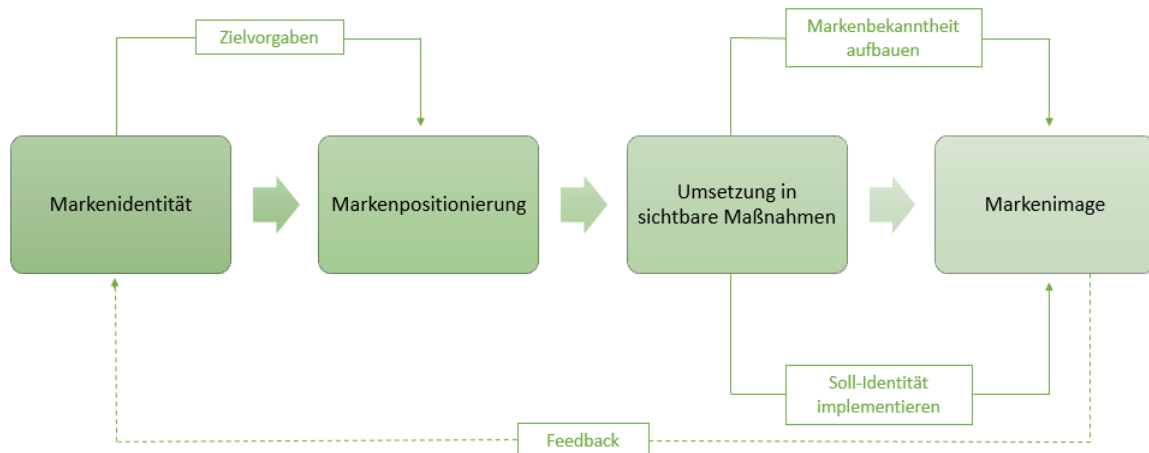 Zielvorgaben
Markenbekanntheit
aufbauen
Markenidentität
Markenpositionierung
Umsetzung in
sichtbare Maßnahmen
Markenimage
Soll-Identität
implementieren
Feedback